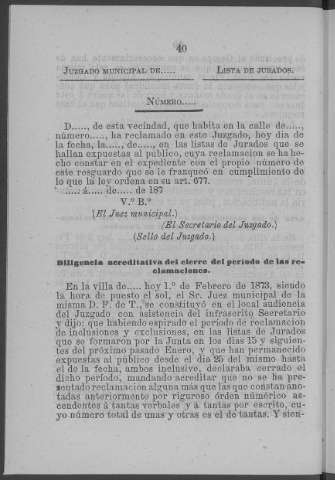 40
JUZGADO MUNICIPAL DE..... LISTA DE JURADOS.
NÚMERO.....
D....., de esta vecindad, que habita en la calle de.....,
número....., ha reclamado en este Juzgado, hoy dia de
la fecha, la....., de....., en las listas de Jurados que se
hallan expuestas al público, cuya reclamacion se ha he-
cho constar en el expediente con el propio número de
este resguardo que se le franqueó en cumplimiento de
lo que la ley ordena en su art. 677.
..... á..... de..... de 187
V.° B.°
(El Juez municipal.)
(El Secretario del Juzgado.)
(Sello del Juzgado.)
Diligencia acreditativa del cierre del período de las re-
clamaciones.
En la villa de..... hoy 1.° de Febrero de 1873, siendo
la hora de puesto el sol, el Sr. Juez municipal de la
misma D. F. de T., se constituyó en el local audiencia
del Juzgado con asistencia del infrascrito Secretario
y dijo: que habiendo espirado el período de reclamacion
de inclusiones y exclusiones, en las listas de Jurados
que se formaron por la Junta en los dias 15 y siguien-
tes del próximo pasado Enero, y que han permanecido
expuestas al público desde el dia 25 del mismo hasta
el de la fecha, ambos inclusive, declaraba cerrado el
dicho período, mandando acreditar que no se ha pre-
sentado reclamacion alguna más que las que constan ano-
tadas anteriormente por riguroso órden numérico as-
cendentes á tantas verbales y á tantas por escrito, cu-
yo número total de unas y otras es el de tantas. Y sien-